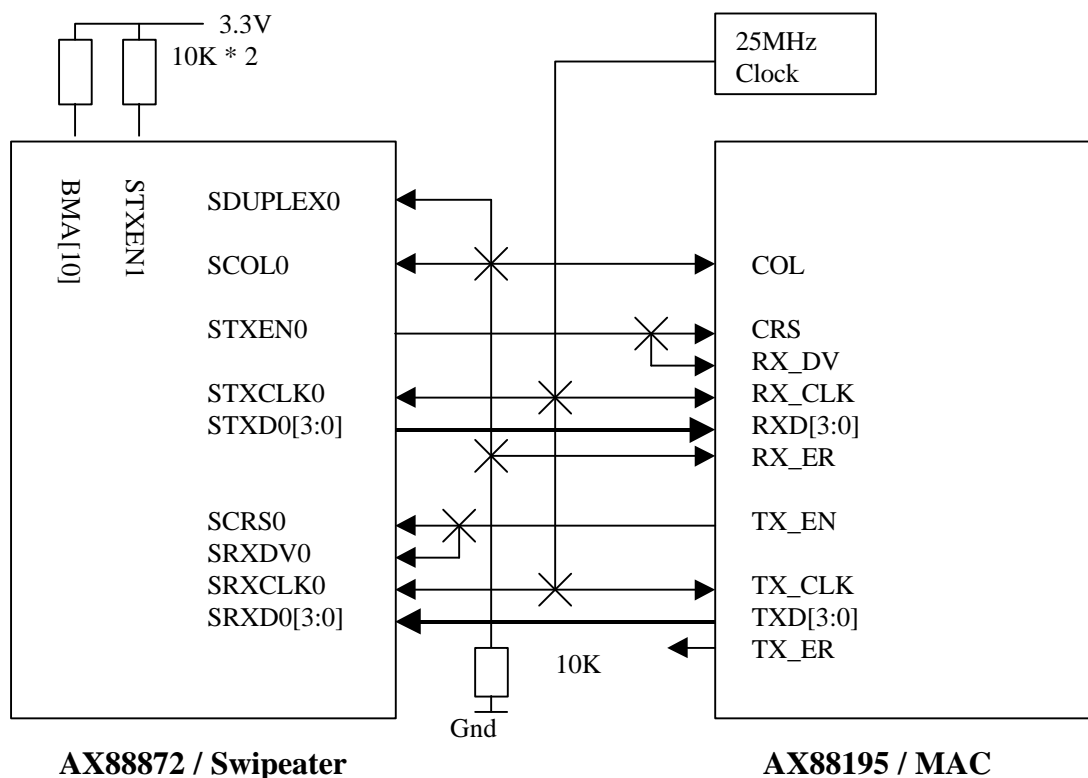 3.3V
10K * 2
25MHz
Clock
BMA[10]
STXEN1
SDUPLEX0
SCOL0
STXEN0
STXCLK0
STXD0[3:0]
SCRS0
SRXDV0
SRXCLK0
SRXD0[3:0]
COL
CRS
RX_DV
RX_CLK
RXD[3:0]
RX_ER
TX_EN
TX_CLK
TXD[3:0]
TX_ER
10K
Gnd
AX88872 / Swipeater
AX88195 / MAC